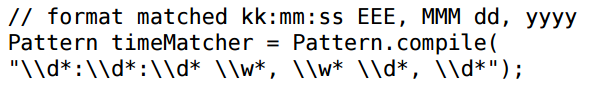 // format matched kk:mm:ss EEE, MMM dd, yyyy
Pattern timeMatcher = Pattern.compile(
"\\d*:\\d*:\\d* \\w*, \\w* \\d*, \\d*");